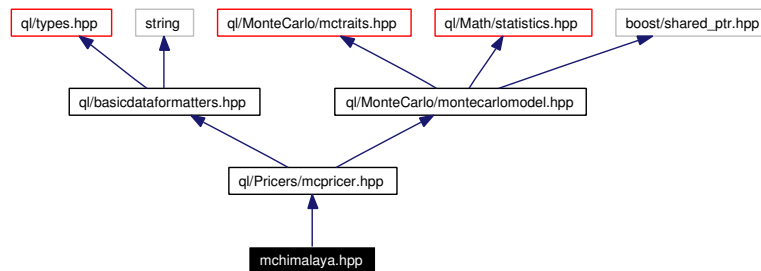 ql/types.hpp
string
ql/MonteCarlo/mctraits.hpp
ql/Math/statistics.hpp
boost/shared_ptr.hpp
ql/basicdataformatters.hpp
ql/MonteCarlo/montecarlomodel.hpp
ql/Pricers/mcpricer.hpp
mchimalaya.hpp